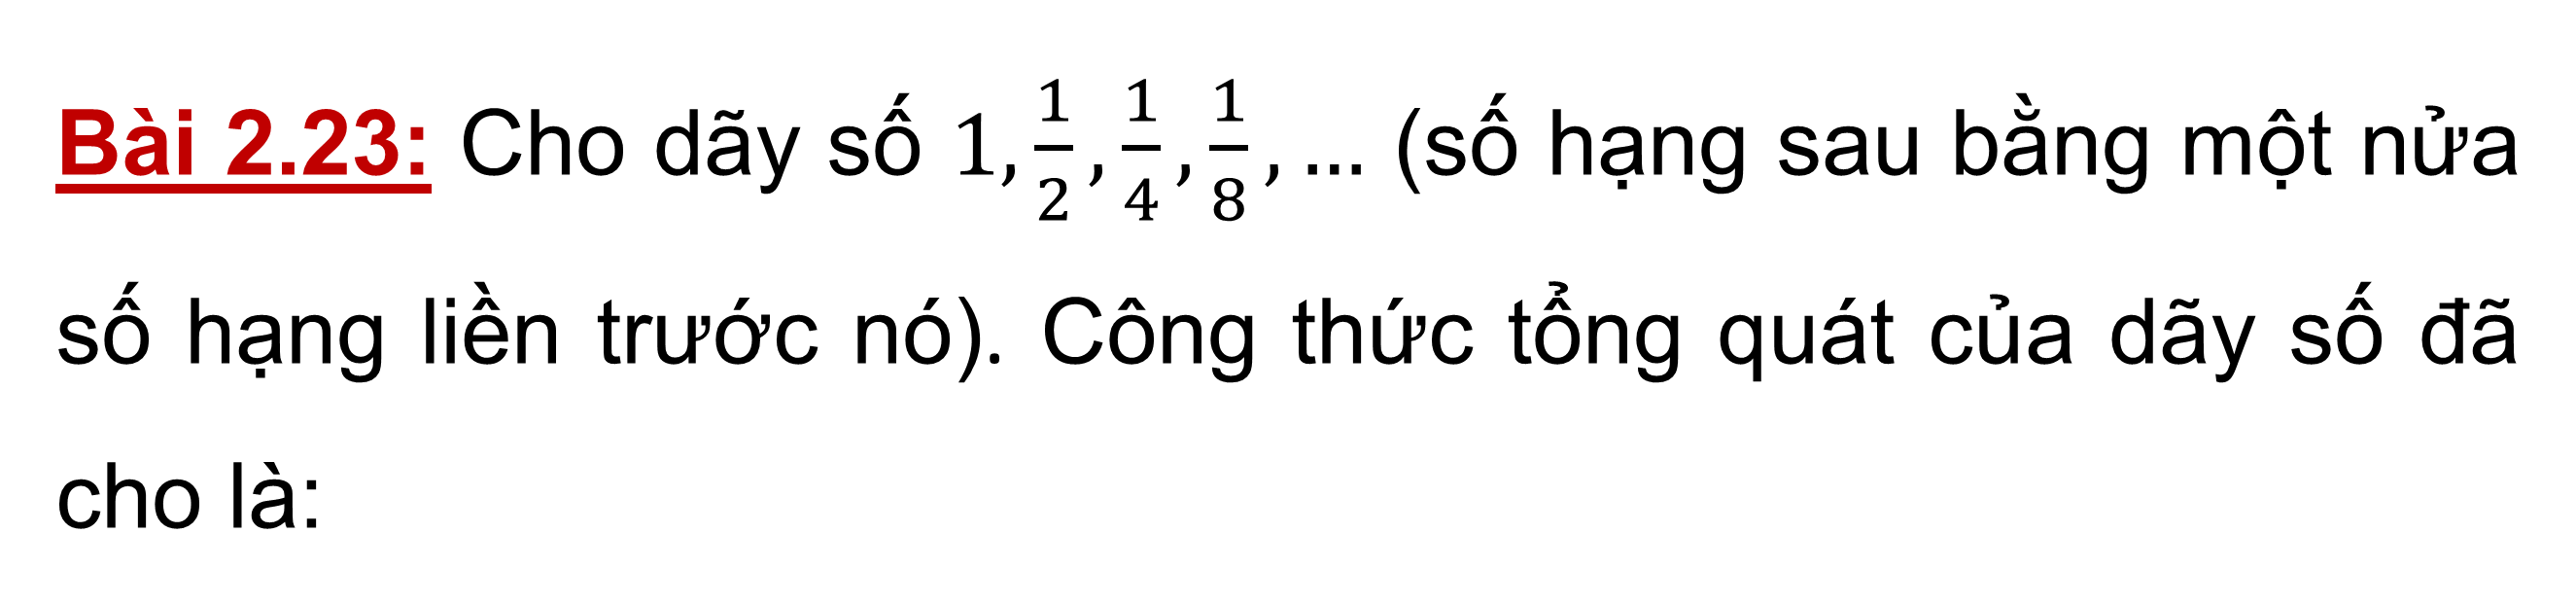 Bài 2.23: Cho dãy số 1, 1/2, 1/4, 1/8, ... (số hạng sau bằng một nửa
số hạng liền trước nó). Công thức tổng quát của dãy số đã
cho là: